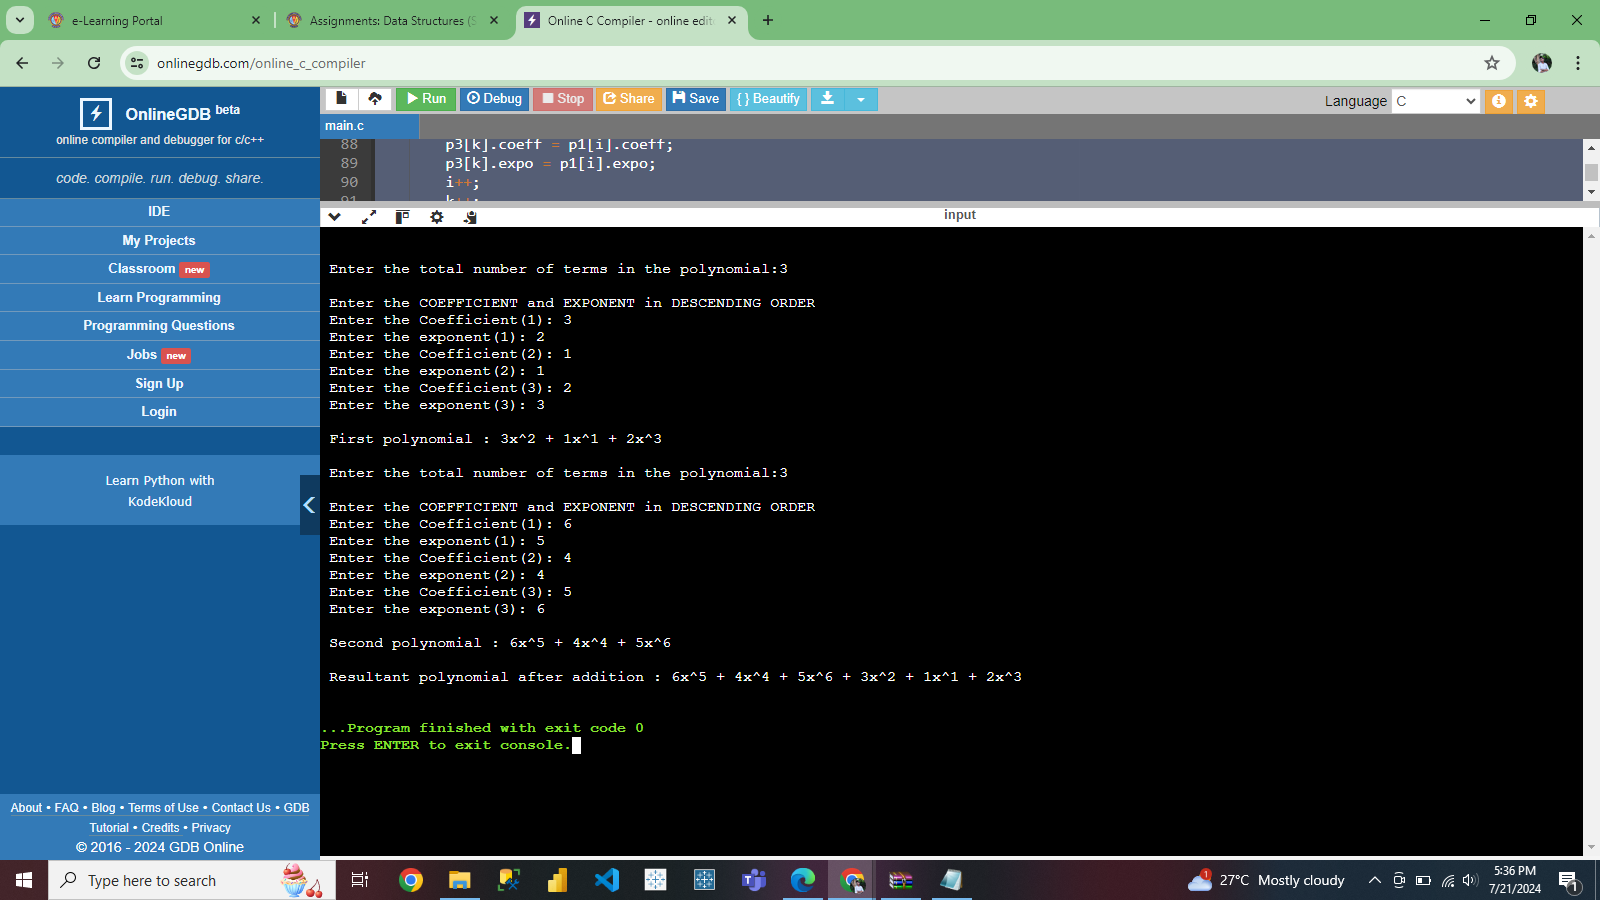 e-Learning Portal
Assignments: Data Structures (S
Online C Compiler - online edit
onlinegdb.com/online_c_compiler
OnlineGDB beta
online compiler and debugger for c/c++
code. compile. run. debug. share.
IDE
My Projects
Classroom new
Learn Programming
Programming Questions
Jobs new
Sign Up
Login
Learn Python with
KodeKloud
About • FAQ • Blog • Terms of Use • Contact Us • GDB
Tutorial • Credits • Privacy
© 2016 - 2024 GDB Online
Run Debug Stop Share Save { } Beautify
Language C
main.c
88 p3[k].coeff = p1[i].coeff;
89 p3[k].expo = p1[i].expo;
90 i++;
91 k++;
input
Enter the total number of terms in the polynomial:3
Enter the COEFFICIENT and EXPONENT in DESCENDING ORDER
Enter the Coefficient(1): 3
Enter the exponent(1): 2
Enter the Coefficient(2): 1
Enter the exponent(2): 1
Enter the Coefficient(3): 2
Enter the exponent(3): 3
First polynomial : 3x^2 + 1x^1 + 2x^3
Enter the total number of terms in the polynomial:3
Enter the COEFFICIENT and EXPONENT in DESCENDING ORDER
Enter the Coefficient(1): 6
Enter the exponent(1): 5
Enter the Coefficient(2): 4
Enter the exponent(2): 4
Enter the Coefficient(3): 5
Enter the exponent(3): 6
Second polynomial : 6x^5 + 4x^4 + 5x^6
Resultant polynomial after addition : 6x^5 + 4x^4 + 5x^6 + 3x^2 + 1x^1 + 2x^3
...Program finished with exit code 0
Press ENTER to exit console.
Type here to search
1
27°C Mostly cloudy
5:36 PM
7/21/2024
1